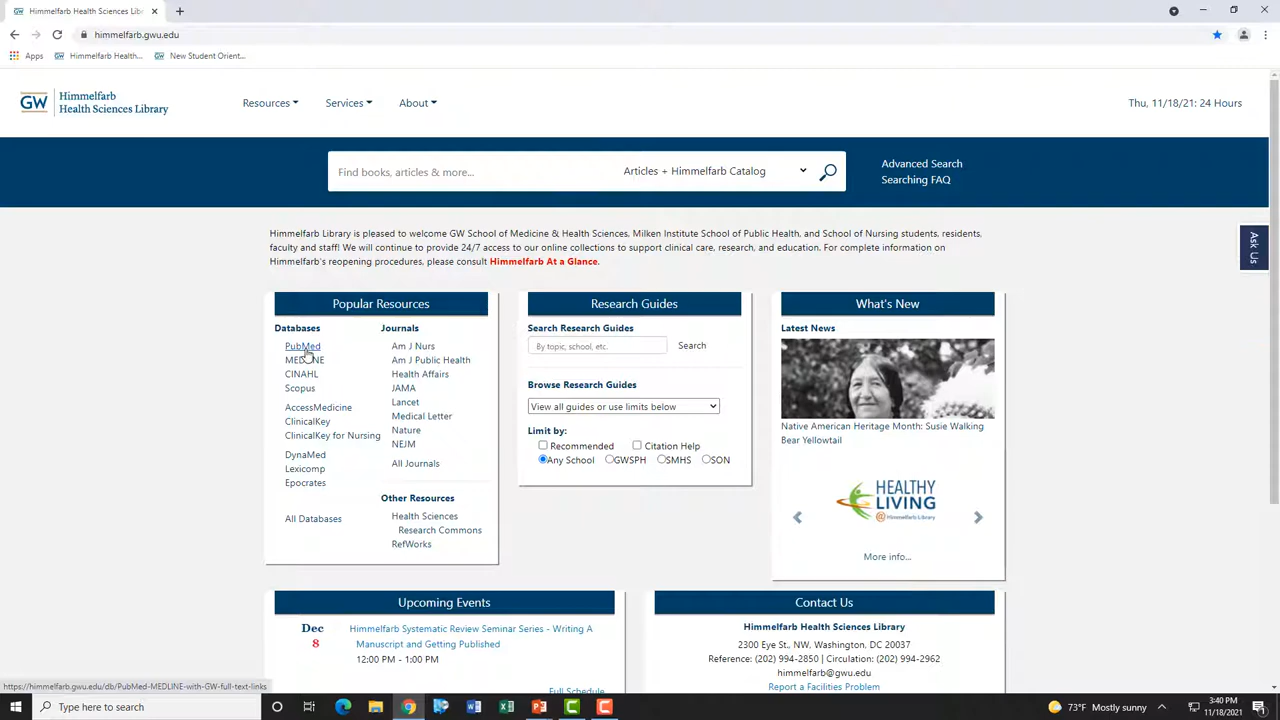 Himmelfarb Health Sciences Libra
himmelfarb.gwu.edu
Apps
Himmelfarb Health...
New Student Orient...
GW
Himmelfarb
Health Sciences Library
Resources
Services
About
Thu, 11/18/21: 24 Hours
Find books, articles & more...
Articles + Himmelfarb Catalog
Advanced Search
Searching FAQ
Ask Us
Himmelfarb Library is pleased to welcome GW School of Medicine & Health Sciences, Milken Institute School of Public Health, and School of Nursing students, residents,
faculty and staff! We will continue to provide 24/7 access to our online collections to support clinical care, research, and education. For complete information on
Himmelfarb's reopening procedures, please consult Himmelfarb At a Glance.
Popular Resources
Databases
PubMed
MEDLINE
CINAHL
Scopus
AccessMedicine
ClinicalKey
ClinicalKey for Nursing
DynaMed
Lexicomp
Epocrates
All Databases
Journals
Am J Nurs
Am J Public Health
Health Affairs
JAMA
Lancet
Medical Letter
Nature
NEJM
All Journals
Other Resources
Health Sciences
Research Commons
RefWorks
Research Guides
Search Research Guides
By topic, school, etc.
Search
Browse Research Guides
View all guides or use limits below
Limit by:
Recommended
Citation Help
Any School
GWSPH
SMHS
SON
What's New
Latest News
Native American Heritage Month: Susie Walking
Bear Yellowtail
HEALTHY
LIVING
@Himmelfarb Library
More info...
Upcoming Events
Dec
8
Himmelfarb Systematic Review Seminar Series - Writing A
Manuscript and Getting Published
12:00 PM - 1:00 PM
Full Schedule
Contact Us
Himmelfarb Health Sciences Library
2300 Eye St., NW, Washington, DC 20037
Reference: (202) 994-2850 | Circulation: (202) 994-2962
himmelfarb@gwu.edu
Report a Facilities Problem
https://himmelfarb.gwu.edu/db/PubMed-MEDLINE-with-GW-full-text-links
Type here to search
73°F Mostly sunny
3:40 PM
11/18/2021